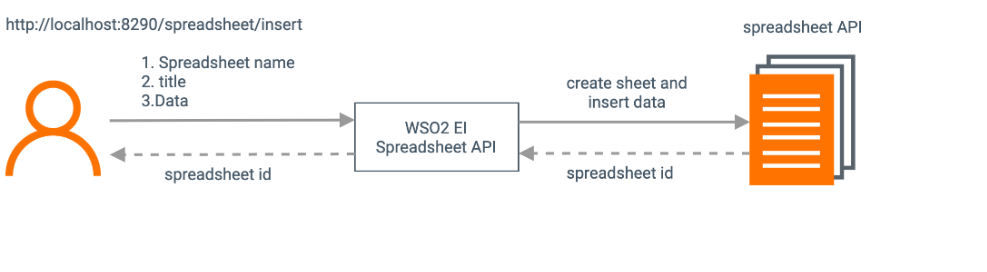 http://localhost:8290/spreadsheet/insert
spreadsheet API
1. Spreadsheet name
2. title
3.Data
create sheet and
insert data
WSO2 EI
Spreadsheet API
spreadsheet id
spreadsheet id